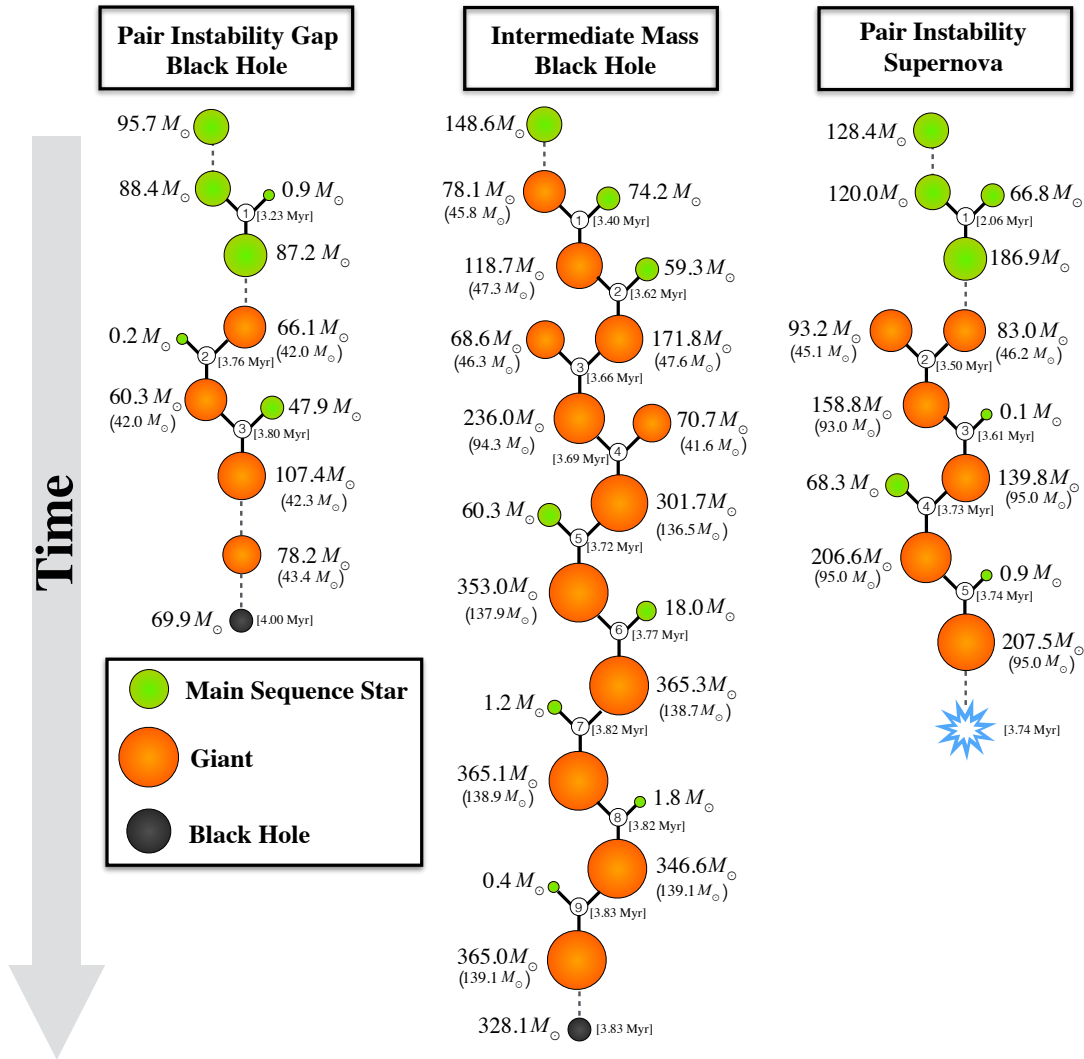 Pair Instability Gap
Black Hole
95.7 M☉
88.4 M☉
0.9 M☉
1
[3.23 Myr]
87.2 M☉
66.1 M☉
(42.0 M☉)
0.2 M☉
2
[3.76 Myr]
60.3 M☉
(42.0 M☉)
47.9 M☉
3
[3.80 Myr]
107.4 M☉
(42.3 M☉)
78.2 M☉
(43.4 M☉)
69.9 M☉
[4.00 Myr]
Intermediate Mass
Black Hole
148.6 M☉
78.1 M☉
(45.8 M☉)
74.2 M☉
1
[3.40 Myr]
118.7 M☉
(47.3 M☉)
59.3 M☉
2
[3.62 Myr]
68.6 M☉
(46.3 M☉)
171.8 M☉
(47.6 M☉)
3
[3.66 Myr]
236.0 M☉
(94.3 M☉)
70.7 M☉
(41.6 M☉)
4
[3.69 Myr]
301.7 M☉
(136.5 M☉)
60.3 M☉
5
[3.72 Myr]
353.0 M☉
(137.9 M☉)
18.0 M☉
6
[3.77 Myr]
365.3 M☉
(138.7 M☉)
1.2 M☉
7
[3.82 Myr]
365.1 M☉
(138.9 M☉)
1.8 M☉
8
[3.82 Myr]
346.6 M☉
(139.1 M☉)
0.4 M☉
9
[3.83 Myr]
365.0 M☉
(139.1 M☉)
328.1 M☉
[3.83 Myr]
Pair Instability
Supernova
128.4 M☉
120.0 M☉
66.8 M☉
1
[2.06 Myr]
186.9 M☉
93.2 M☉
(45.1 M☉)
83.0 M☉
(46.2 M☉)
2
[3.50 Myr]
158.8 M☉
(93.0 M☉)
0.1 M☉
3
[3.61 Myr]
68.3 M☉
139.8 M☉
(95.0 M☉)
4
[3.73 Myr]
206.6 M☉
(95.0 M☉)
0.9 M☉
5
[3.74 Myr]
207.5 M☉
(95.0 M☉)
[3.74 Myr]
Time
Main Sequence Star
Giant
Black Hole